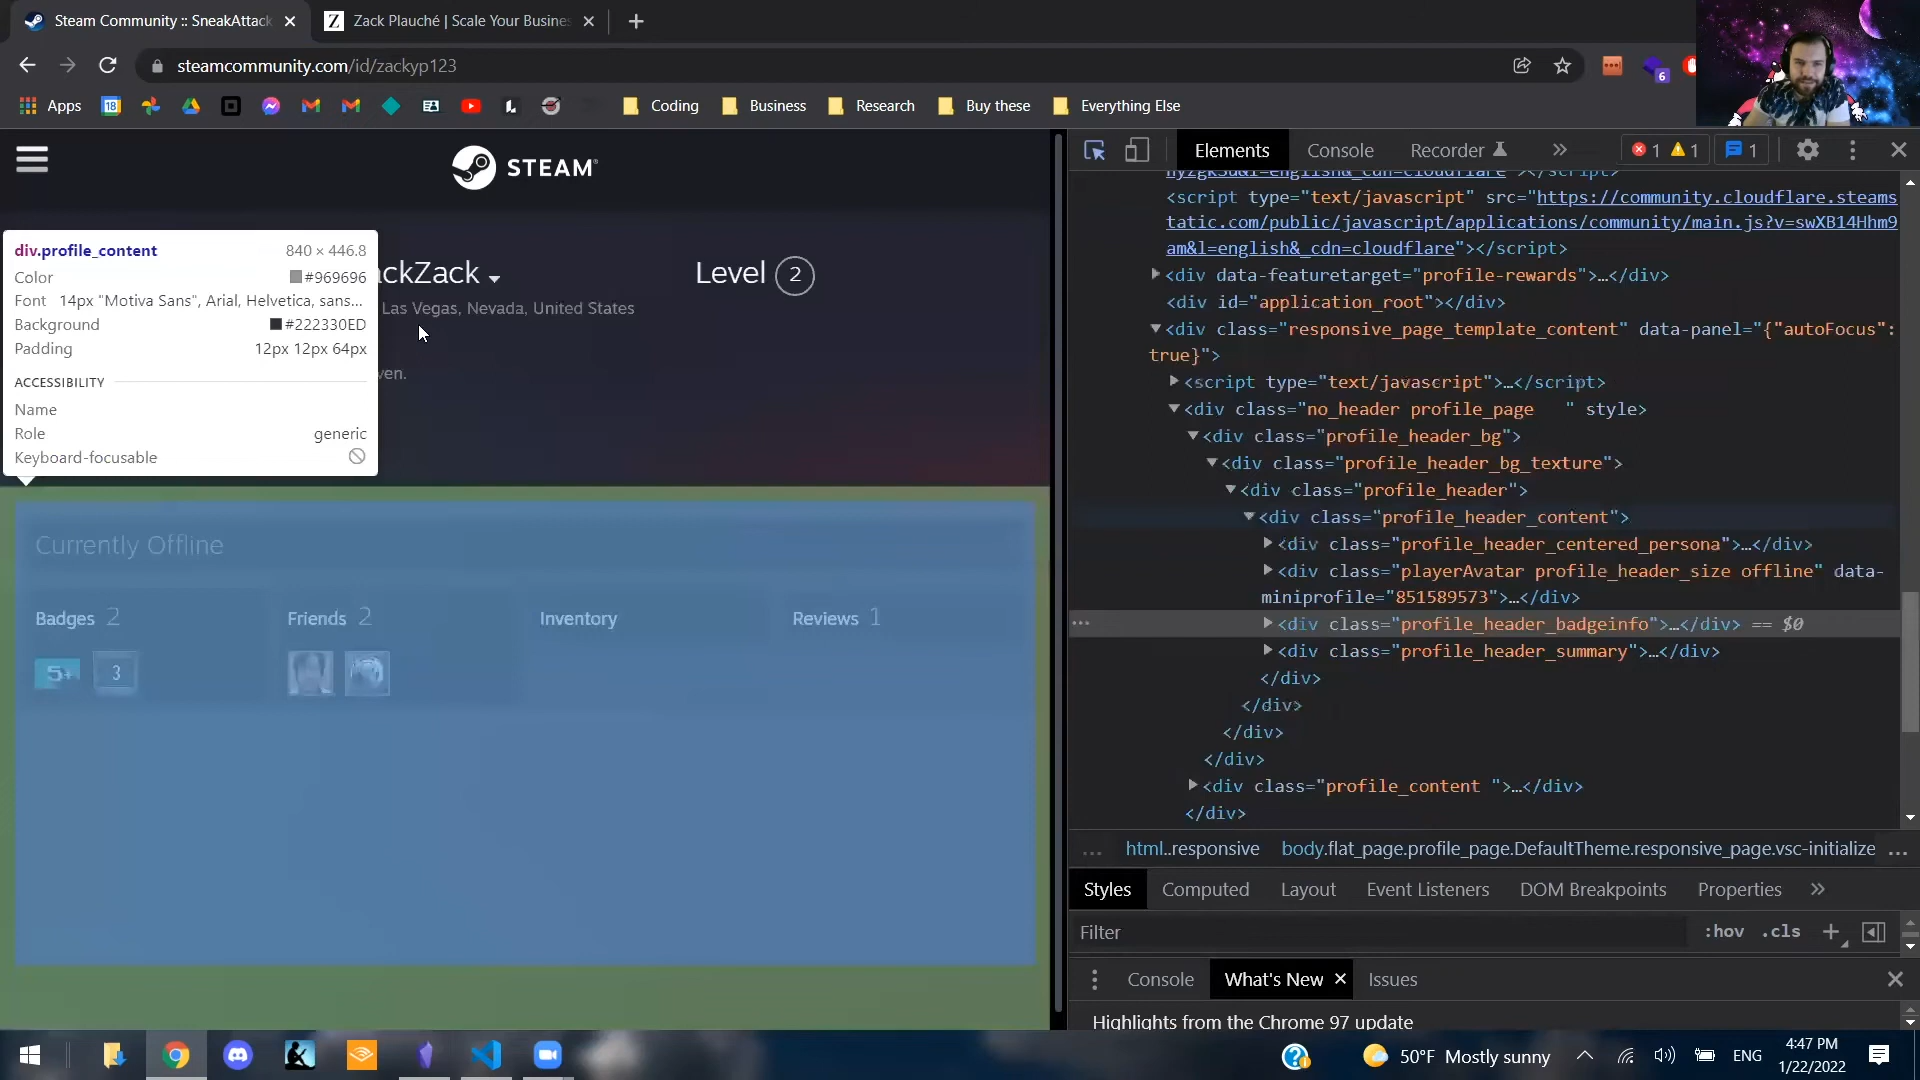 Steam Community :: SneakAttack
Zack Plauché | Scale Your Busines
steamcommunity.com/id/zackyp123
6
Apps
18
Coding
Business
Research
Buy these
Everything Else
STEAM®
div.profile_content 840 × 446.8
Color #969696
Font 14px "Motiva Sans", Arial, Helvetica, sans...
Background #222330ED
Padding 12px 12px 64px
ACCESSIBILITY
Name
Role generic
Keyboard-focusable
ackZack
Level 2
Las Vegas, Nevada, United States
ven.
Currently Offline
Badges 2
Friends 2
Inventory
Reviews 1
5+
3
Elements
Console
Recorder
1 1
1
<script type="text/javascript" src="https://community.cloudflare.steams
tatic.com/public/javascript/applications/community/main.js?v=swXB14Hhm9
am&l=english&_cdn=cloudflare"></script>
<div data-featuretarget="profile-rewards">…</div>
<div id="application_root"></div>
<div class="responsive_page_template_content" data-panel="{"autoFocus":
true}">
<script type="text/javascript">…</script>
<div class="no_header profile_page " style>
<div class="profile_header_bg">
<div class="profile_header_bg_texture">
<div class="profile_header">
<div class="profile_header_content">
<div class="profile_header_centered_persona">…</div>
<div class="playerAvatar profile_header_size offline" data-
miniprofile="851589573">…</div>
<div class="profile_header_badgeinfo">…</div> == $0
<div class="profile_header_summary">…</div>
</div>
</div>
</div>
</div>
<div class="profile_content ">…</div>
</div>
... html..responsive body.flat_page.profile_page.DefaultTheme.responsive_page.vsc-initialize ...
Styles
Computed
Layout
Event Listeners
DOM Breakpoints
Properties
Filter
:hov .cls
Console
What's New
Issues
Highlights from the Chrome 97 update
50°F Mostly sunny
ENG
4:47 PM
1/22/2022